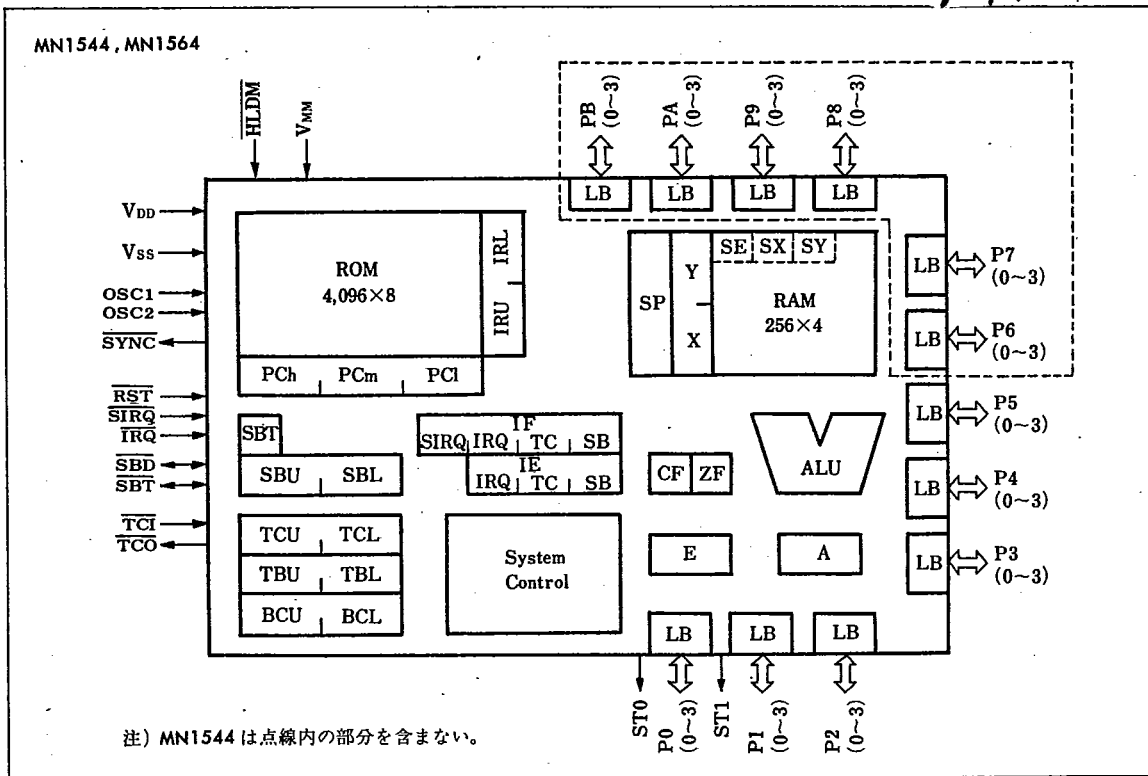 MN1544, MN1564
HLDM
VMM
PB
(0~3)
PA
(0~3)
P9
(0~3)
P8
(0~3)
LB
LB
LB
LB
VDD
VSS
OSC1
OSC2
SYNC
RST
SIRQ
IRQ
SBD
SBT
TCI
TCO
ROM
4,096×8
IRL
IRU
PCh
PCm
PCl
SP
Y
X
SE
SX
SY
RAM
256×4
LB
P7
(0~3)
LB
P6
(0~3)
LB
P5
(0~3)
LB
P4
(0~3)
LB
P3
(0~3)
SBT
SBU
SBL
IF
SIRQ
IRQ
TC
SB
IE
IRQ
TC
SB
CF
ZF
ALU
TCU
TCL
TBU
TBL
BCU
BCL
System
Control
E
A
LB
LB
LB
ST0
P0
(0~3)
ST1
P1
(0~3)
P2
(0~3)
注) MN1544 は点線内の部分を含まない。